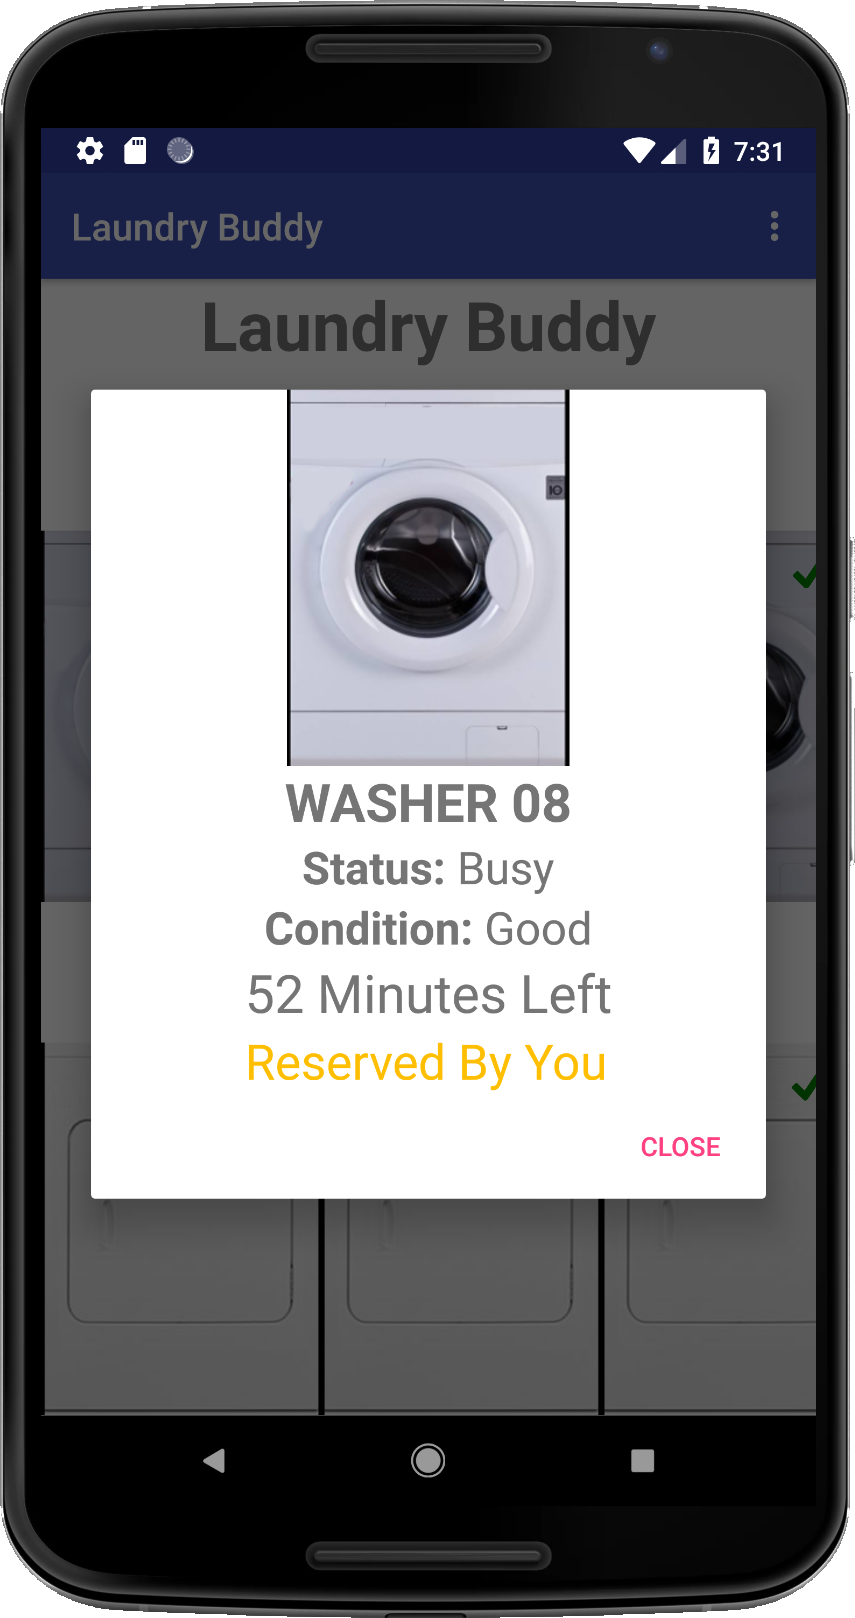 7:31
Laundry Buddy
Laundry Buddy
WASHER 08
Status: Busy
Condition: Good
52 Minutes Left
Reserved By You
CLOSE